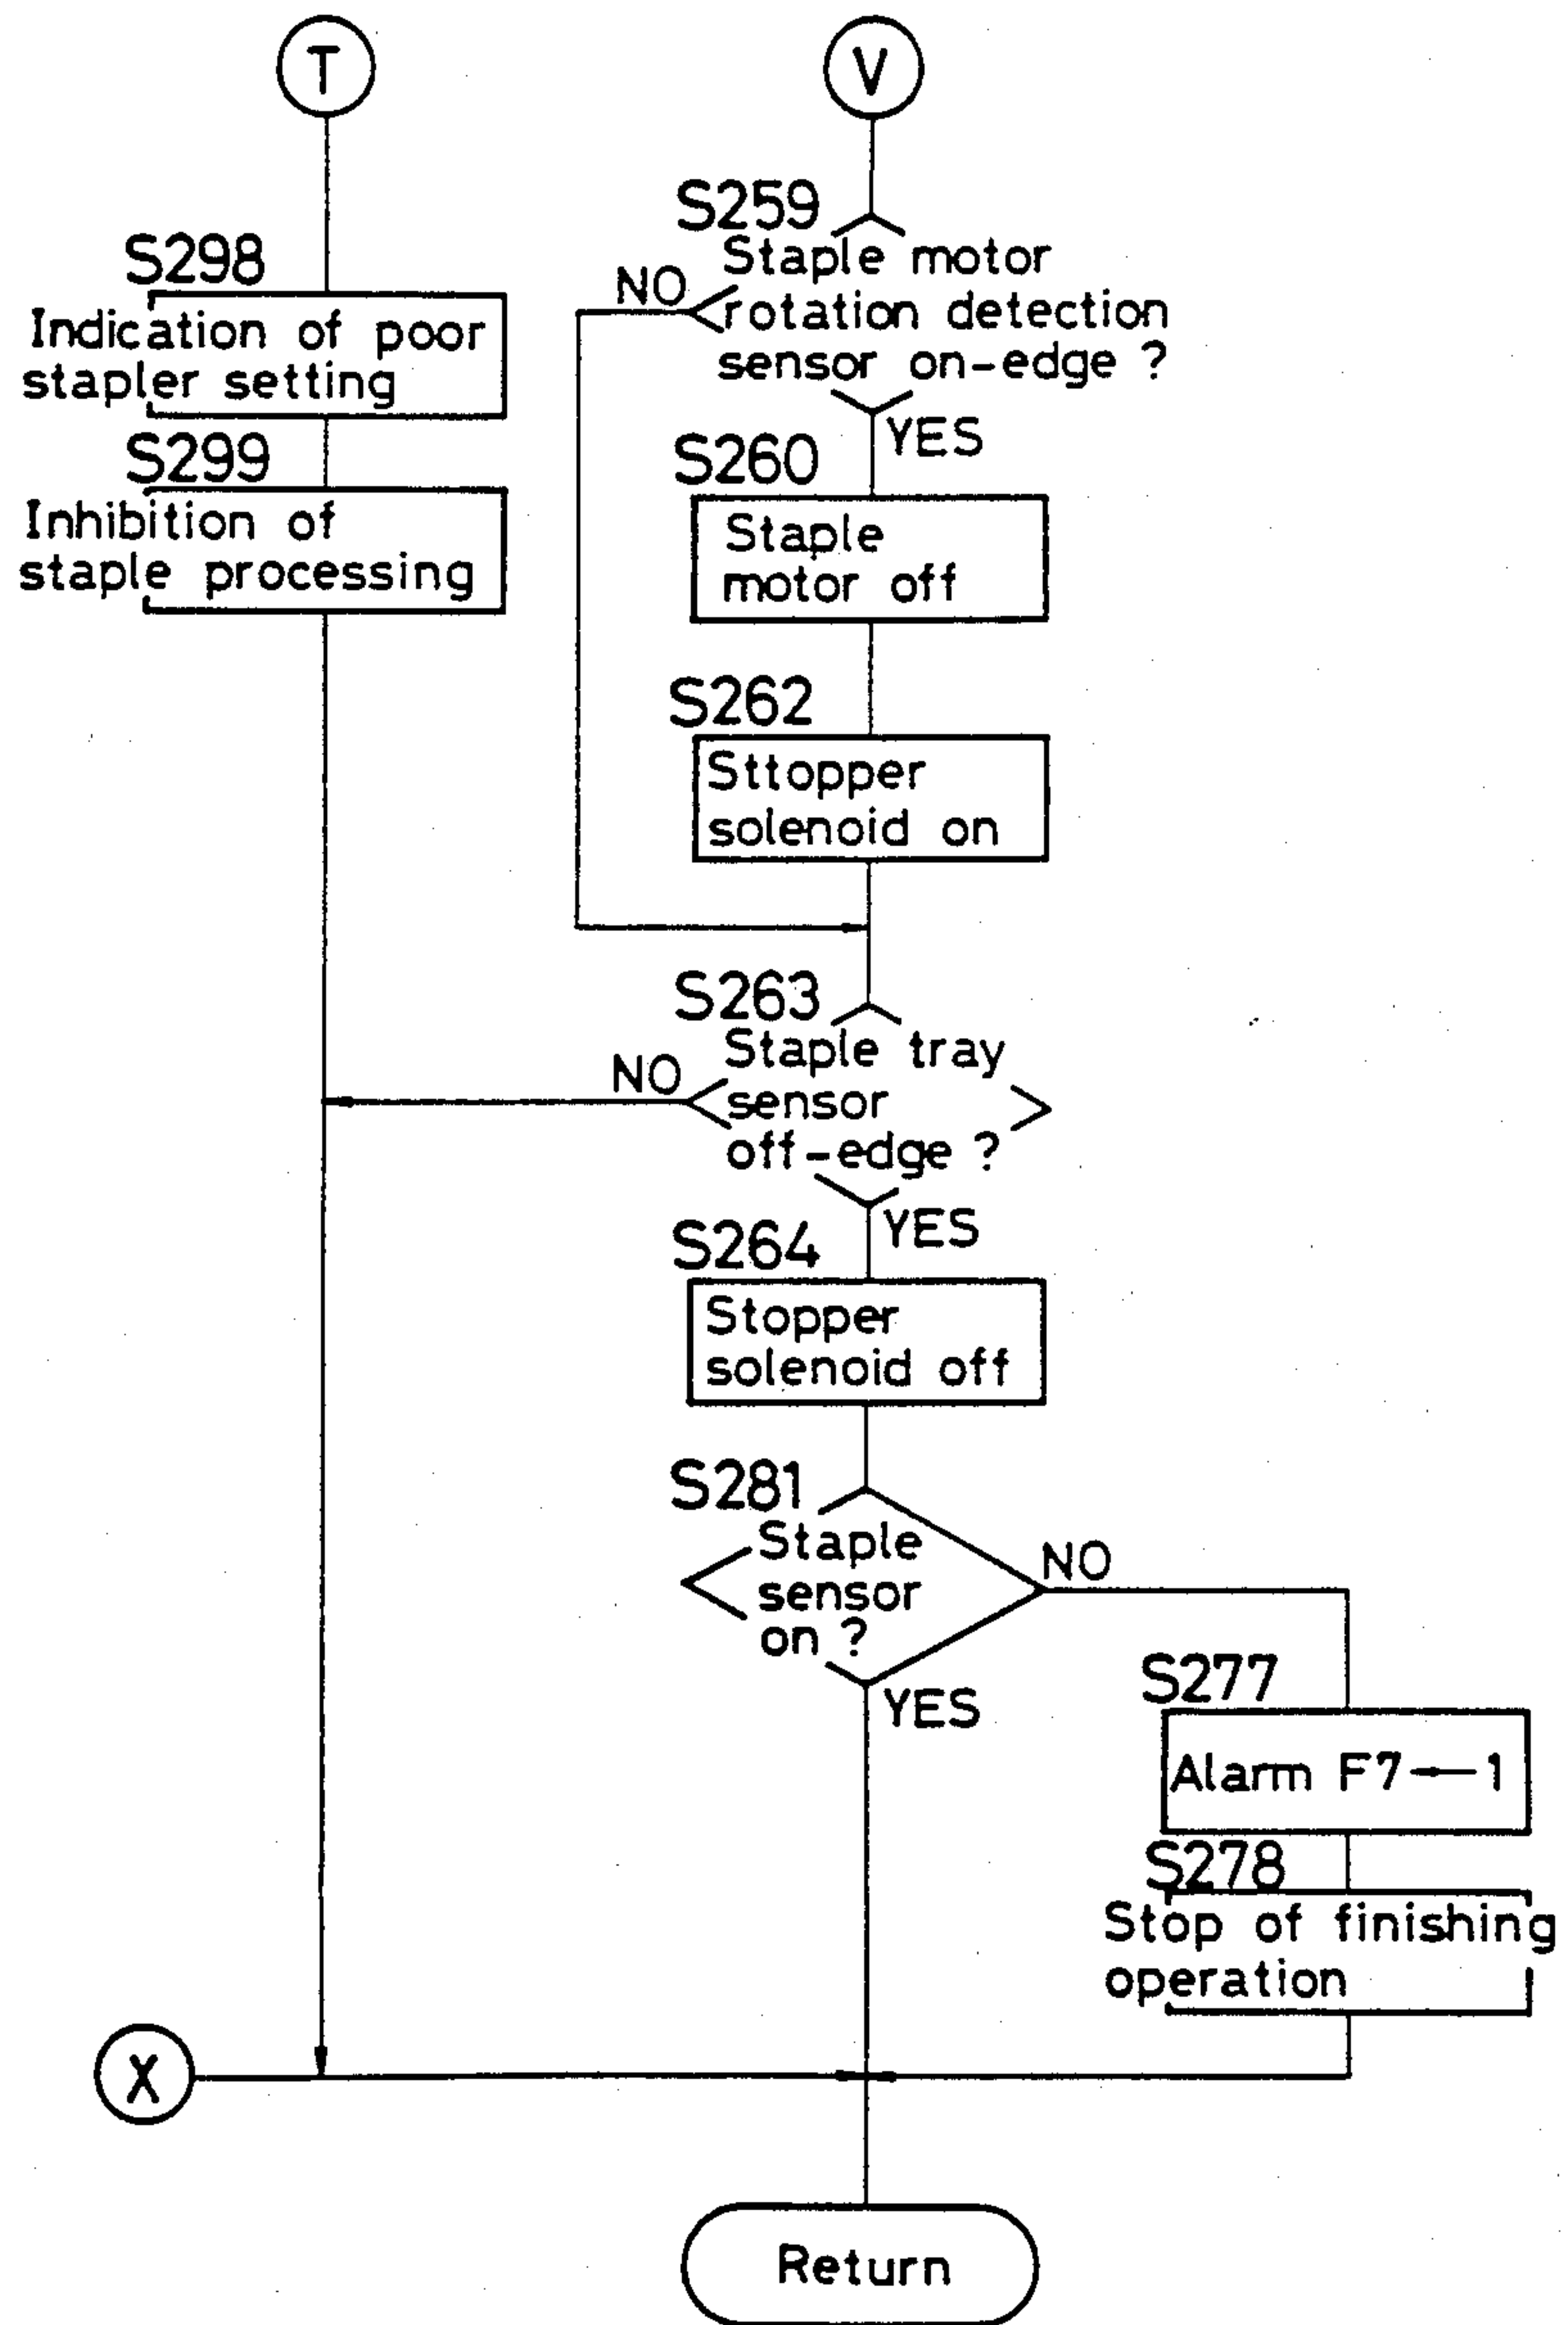 T
S298
Indication of poor
stapler setting
S299
Inhibition of
staple processing
V
S259
Staple motor
rotation detection
sensor on-edge ?
NO
YES
S260
Staple
motor off
S262
Sttopper
solenoid on
S263
Staple tray
sensor
off-edge ?
NO
YES
S264
Stopper
solenoid off
S281
Staple
sensor
on ?
NO
YES
S277
Alarm F7←1
S278
Stop of finishing
operation
X
Return